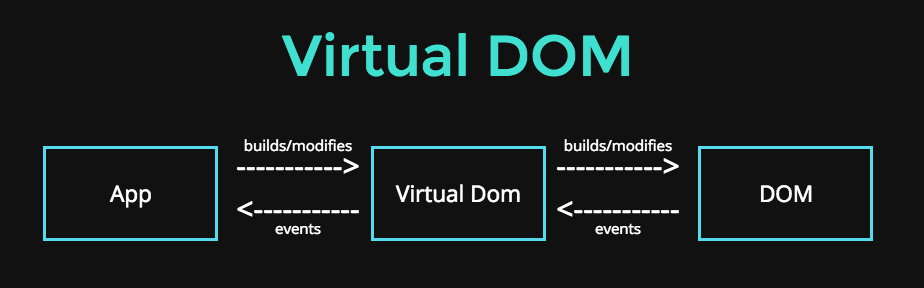 Virtual DOM
builds/modifies
builds/modifies
App
Virtual Dom
DOM
events
events